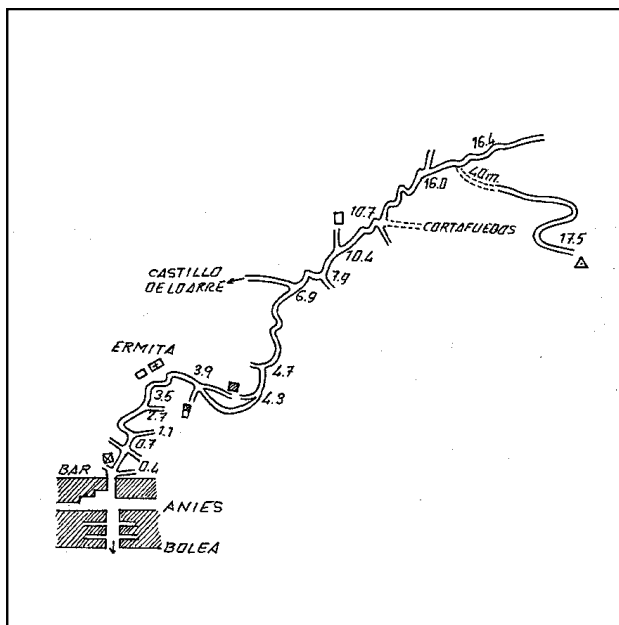 16.4
40m.
16.0
10.7
CORTAFUEGOS
17.5
10.4
CASTILLO
DE LOARRE
7.9
6.9
ERMITA
3.9
4.7
3.5
4.3
2.7
1.1
0.7
BAR
0.4
ANIES
BOLEA